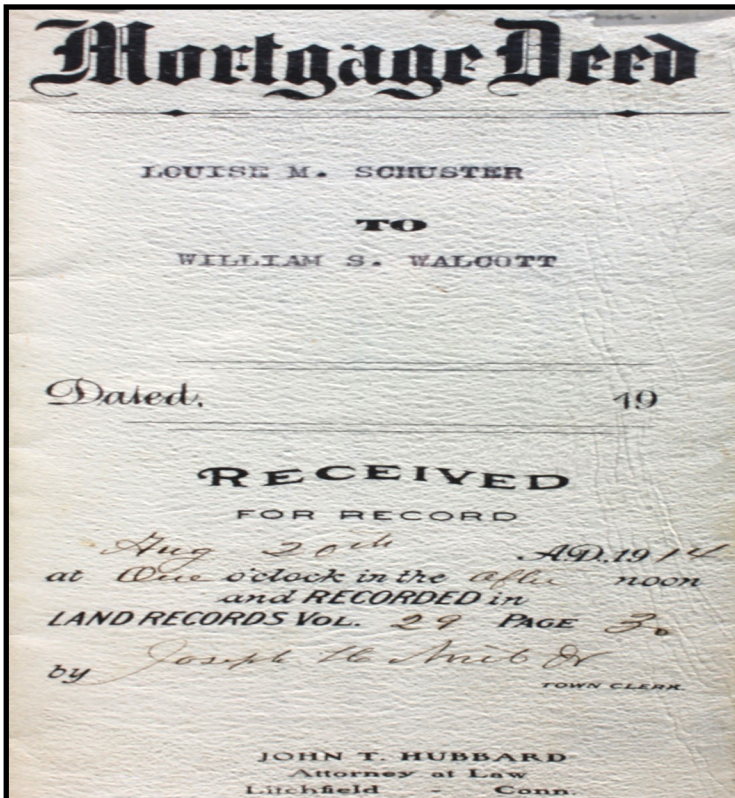 Mortgage Deed
LOUISE M. SCHUSTER
TO
WILLIAM S. WALCOTT
Dated, 19
RECEIVED
FOR RECORD
Aug 20th A.D. 1914
at One o'clock in the after noon
and RECORDED in
LAND RECORDS VOL. 29 PAGE 3.
by Joseph
TOWN CLERK.
JOHN T. HUBBARD
Attorney at Law
Litchfield - Conn.